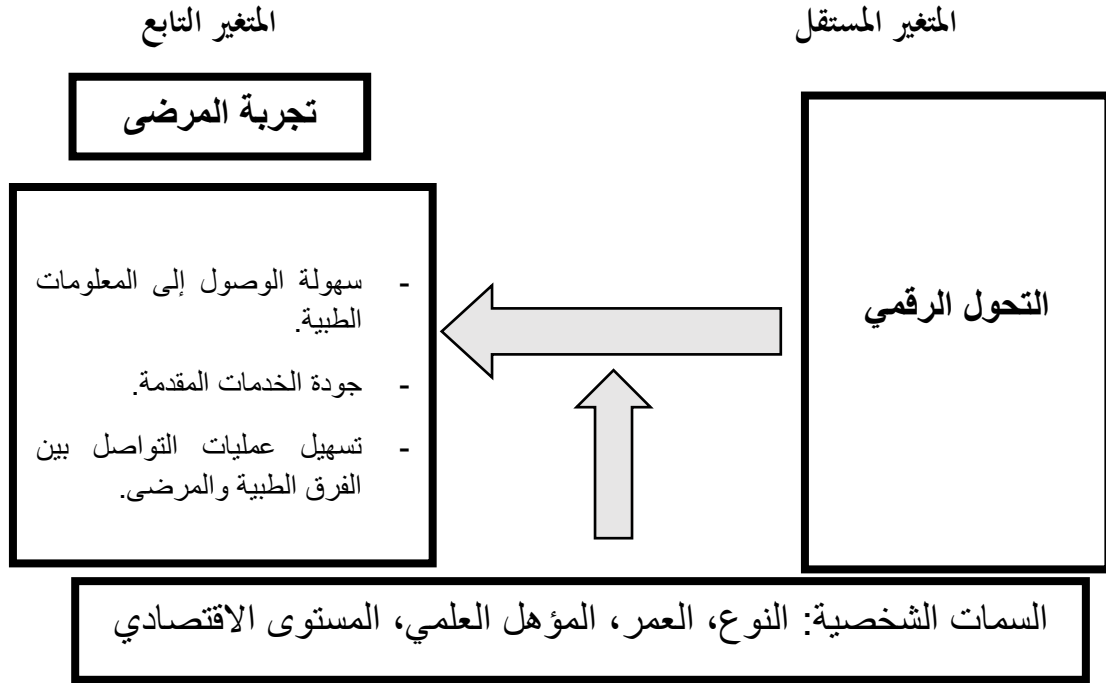 المتغير المستقل
المتغير التابع
التحول الرقمي
تجربة المرضى
- سهولة الوصول إلى المعلومات
الطبية.
- جودة الخدمات المقدمة.
- تسهيل عمليات التواصل بين
الفرق الطبية والمرضى.
السمات الشخصية: النوع، العمر، المؤهل العلمي، المستوى الاقتصادي